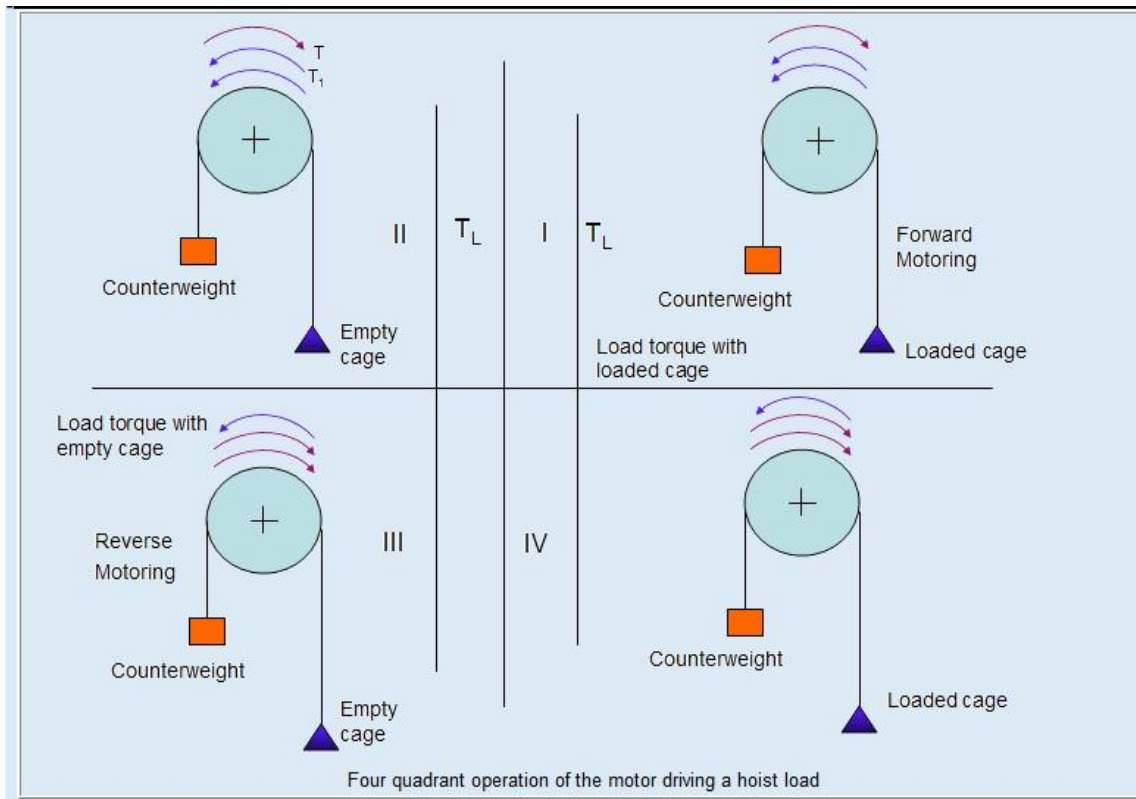 T
T1
II
TL
I
TL
Forward
Motoring
Counterweight
Counterweight
Empty
cage
Load torque with
loaded cage
Loaded cage
Load torque with
empty cage
Reverse
Motoring
III
IV
Counterweight
Counterweight
Empty
cage
Loaded cage
Four quadrant operation of the motor driving a hoist load